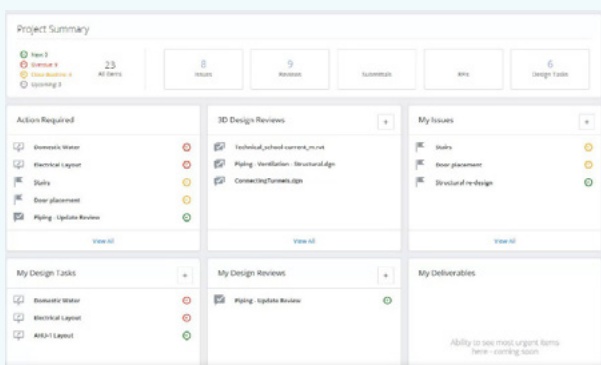 Project Summary
New 3
Overdue 6
Upcoming 3
23
All Items
8
Issues
9
Reviews
Submittals
RFIs
6
Design Tasks
Action Required
Domestic Water
Electrical Layout
Stairs
Door placement
Piping - Update Review
View All
3D Design Reviews
+
Technical_school-current_m.rvt
Piping - Ventilation - Structural.dgn
ConnectingTunnels.dgn
View All
My Issues
+
Stairs
Door placement
Structural re-design
View All
My Design Tasks
+
Domestic Water
Electrical Layout
AHU-1 Layout
My Design Reviews
+
Piping - Update Review
My Deliverables
Ability to see most urgent items
here - coming soon